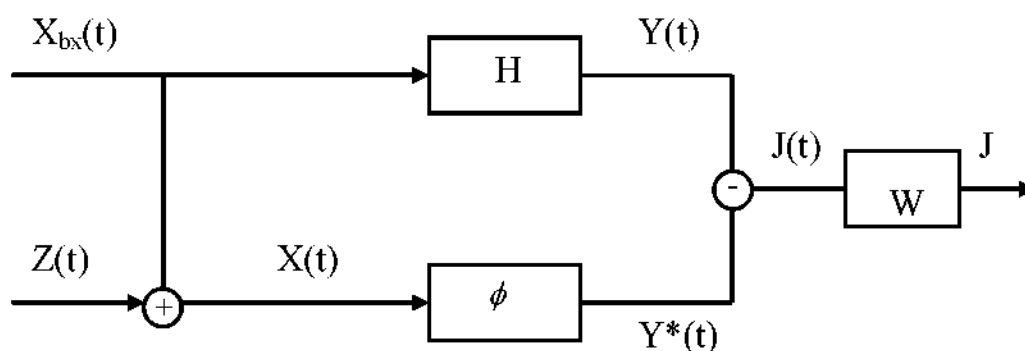 X_bx(t)
Y(t)
H
J(t)
J
-
W
Z(t)
X(t)
+
ϕ
Y*(t)